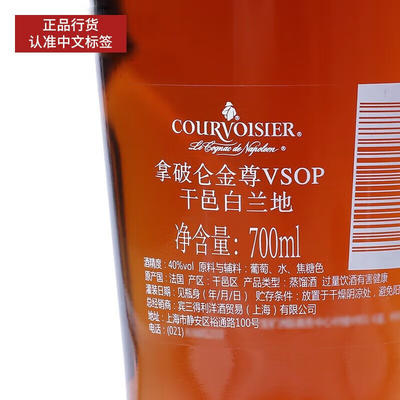 正品行货
认准中文标签
COURVOISIER®
Le Cognac de Napoleon
拿破仑金尊VSOP
干邑白兰地
净含量:700ml
酒精度：40%vol 原料与辅料：葡萄、水、焦糖色
原产国：法国 产区：干邑区 产品类型：蒸馏酒 过量饮酒有害健康
灌装日期：见瓶身（年/月/日） 贮存条件：放置于干燥阴凉处，避免阳
总经销商：宾三得利洋酒贸易（上海）有限公司
地址：上海市静安区裕通路100号
电话：(021)